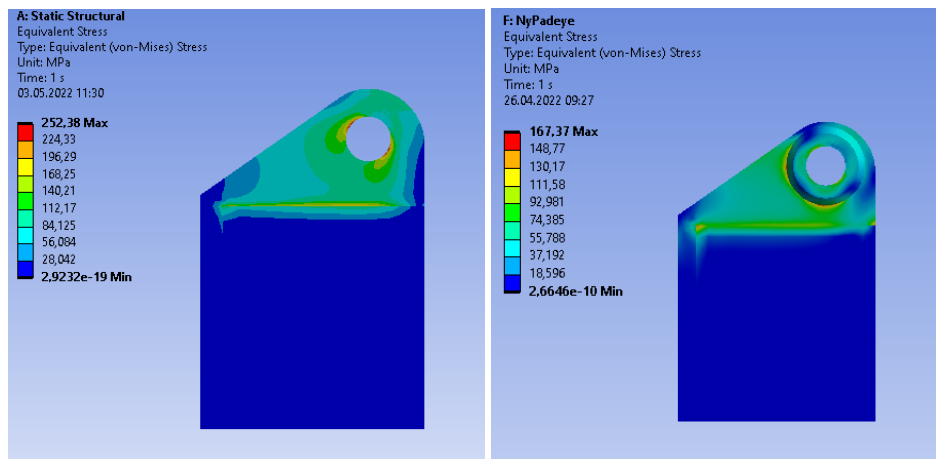 A: Static Structural
Equivalent Stress
Type: Equivalent (von-Mises) Stress
Unit: MPa
Time: 1 s
03.05.2022 11:30
252,38 Max
224,33
196,29
168,25
140,21
112,17
84,125
56,084
28,042
2,9232e-19 Min
F: NyPadeye
Equivalent Stress
Type: Equivalent (von-Mises) Stress
Unit: MPa
Time: 1 s
26.04.2022 09:27
167,37 Max
148,77
130,17
111,58
92,981
74,385
55,788
37,192
18,596
2,6646e-10 Min